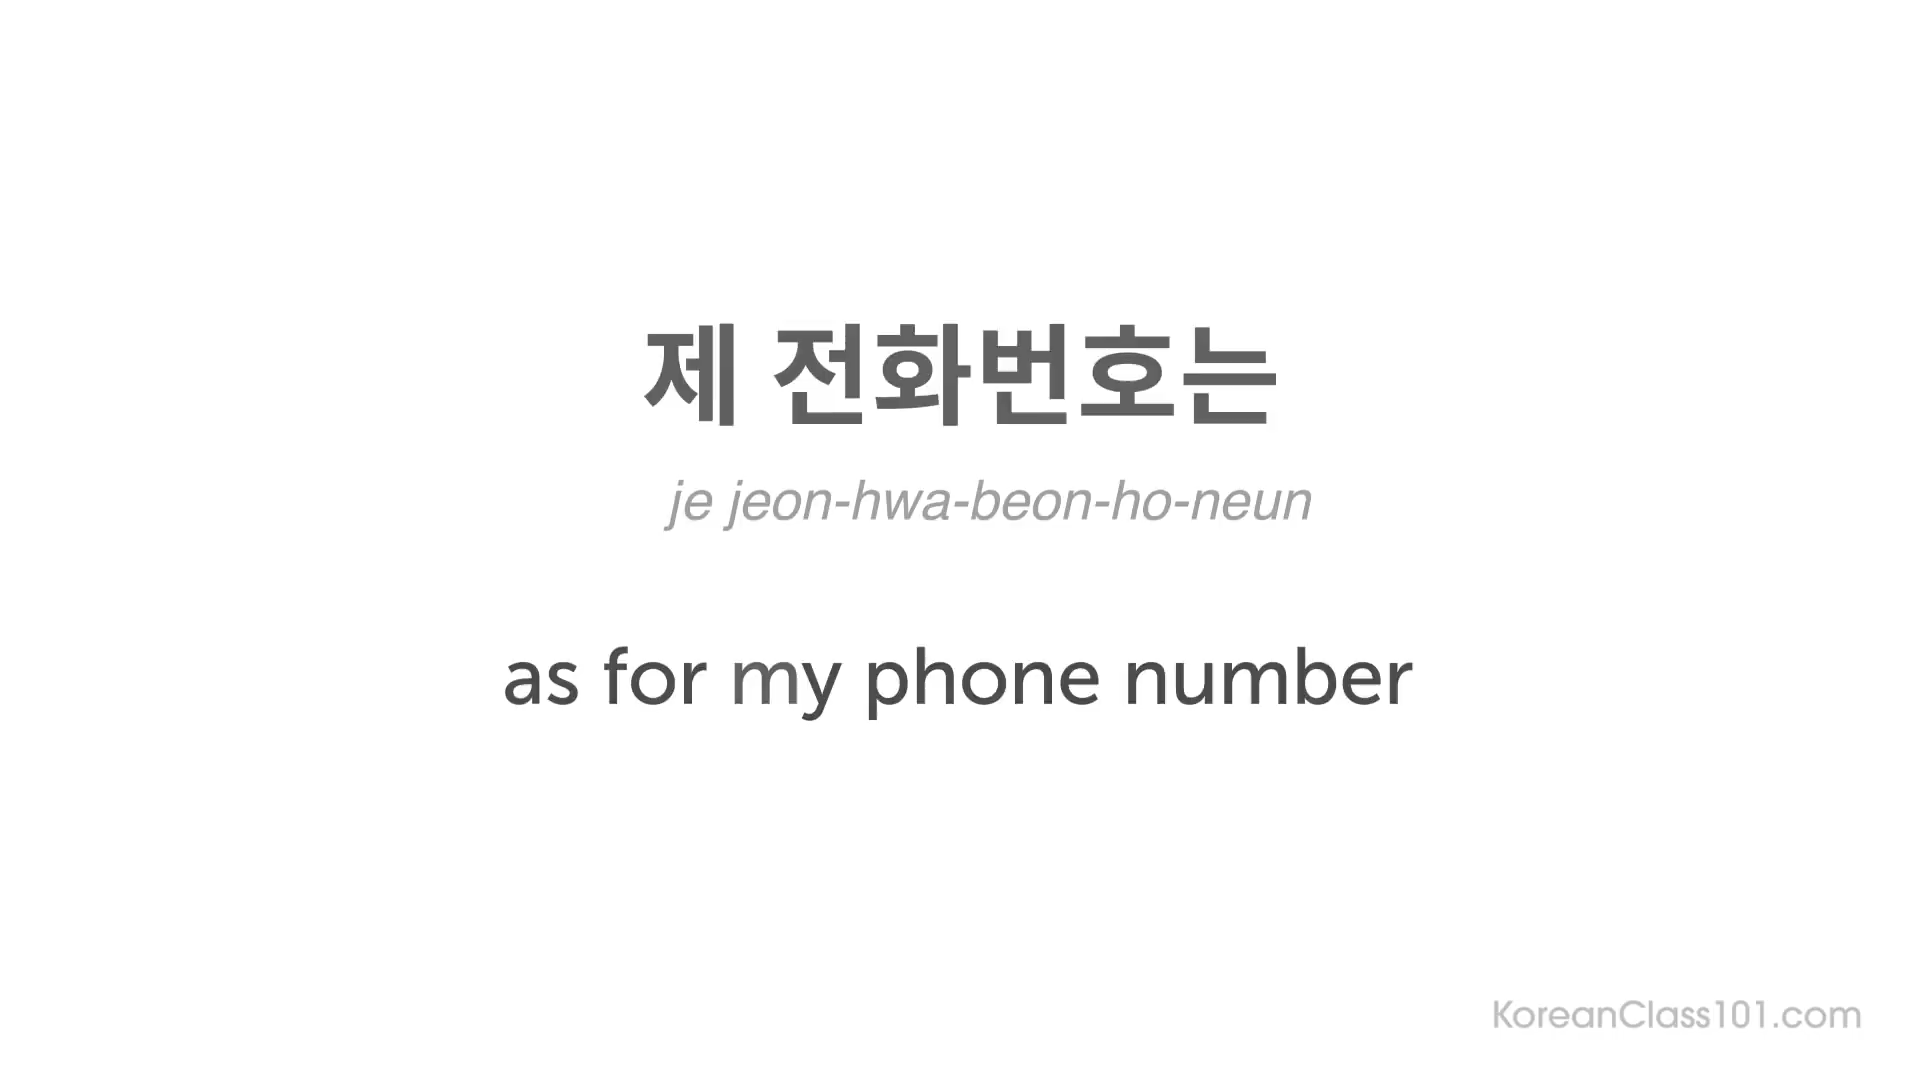 제 전화번호는
je jeon-hwa-beon-ho-neun
as for my phone number
KoreanClass101.com